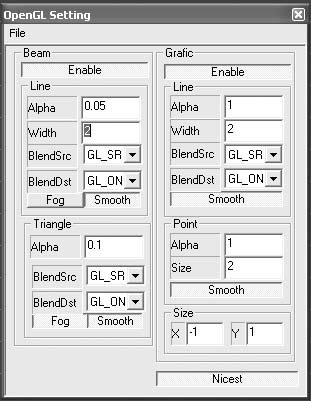 OpenGL Setting
File
Beam
Enable
Line
Alpha 0.05
Width 2
BlendSrc GL_SR
BlendDst GL_ON
Fog Smooth
Triangle
Alpha 0.1
BlendSrc GL_SR
BlendDst GL_ON
Fog Smooth
Grafic
Enable
Line
Alpha 1
Width 2
BlendSrc GL_SR
BlendDst GL_ON
Smooth
Point
Alpha 1
Size 2
Smooth
Size
X -1 Y 1
Nicest